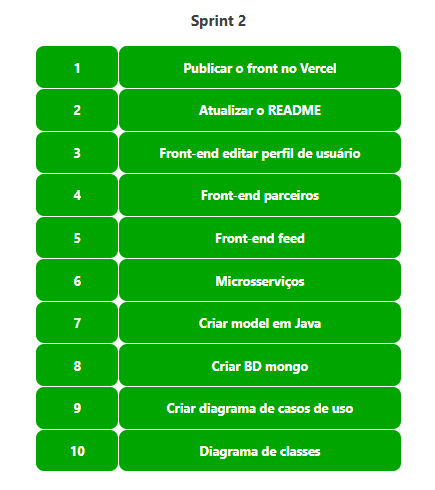 Sprint 2
1 Publicar o front no Vercel
2 Atualizar o README
3 Front-end editar perfil de usuário
4 Front-end parceiros
5 Front-end feed
6 Microsserviços
7 Criar model em Java
8 Criar BD mongo
9 Criar diagrama de casos de uso
10 Diagrama de classes